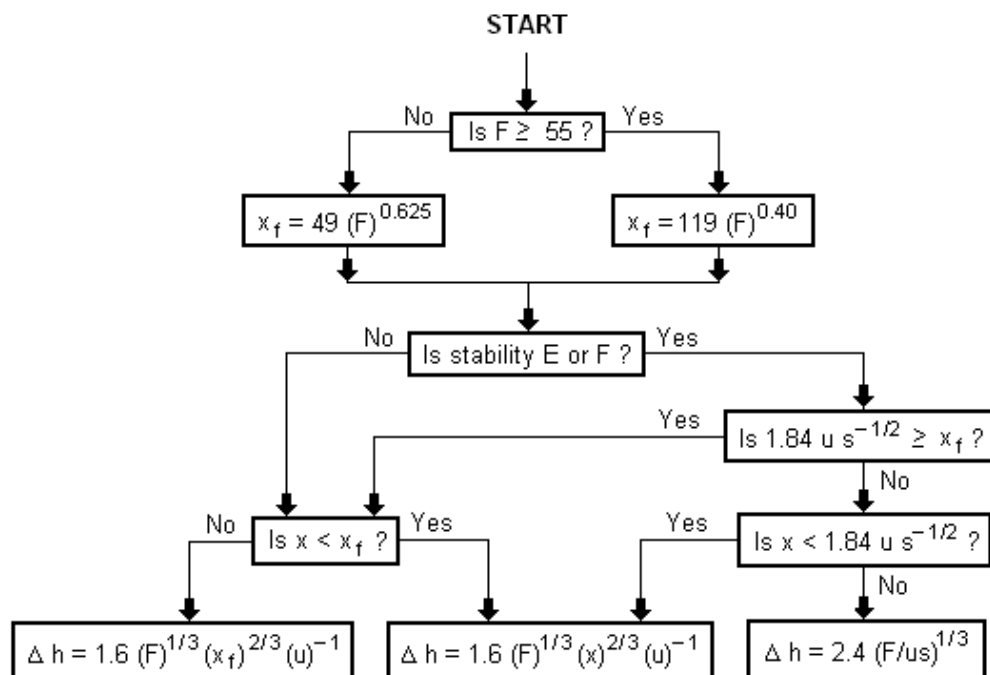 START
No Yes
Is F ≥ 55 ?
x_f = 49 (F)^0.625 x_f = 119 (F)^0.40
No Yes
Is stability E or F ?
Yes
Is 1.84 u s^−1/2 ≥ x_f ?
No
No Yes Yes
Is x < x_f ? Is x < 1.84 u s^−1/2 ?
No
Δ h = 1.6 (F)^1/3 (x_f)^2/3 (u)^−1 Δ h = 1.6 (F)^1/3 (x)^2/3 (u)^−1 Δ h = 2.4 (F/us)^1/3